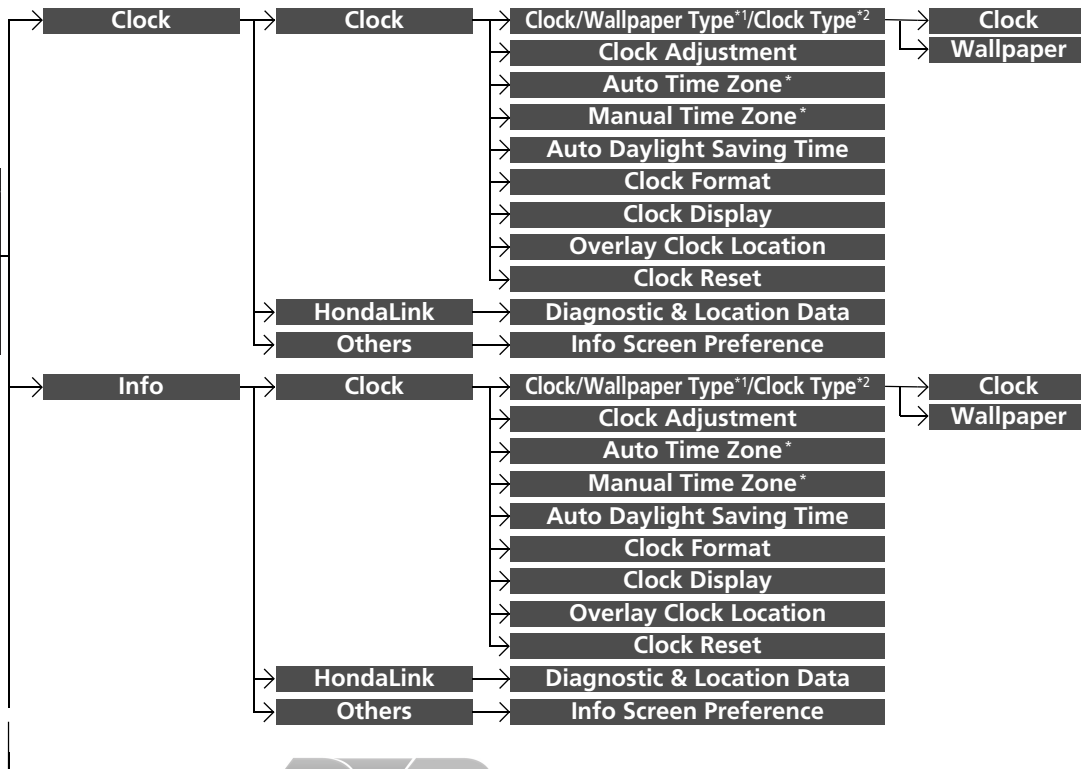 Clock Clock Clock/Wallpaper Type*1/Clock Type*2 Clock
Clock Adjustment Wallpaper
Auto Time Zone*
Manual Time Zone*
Auto Daylight Saving Time
Clock Format
Clock Display
Overlay Clock Location
Clock Reset
HondaLink Diagnostic & Location Data
Others Info Screen Preference
Info Clock Clock/Wallpaper Type*1/Clock Type*2 Clock
Clock Adjustment Wallpaper
Auto Time Zone*
Manual Time Zone*
Auto Daylight Saving Time
Clock Format
Clock Display
Overlay Clock Location
Clock Reset
HondaLink Diagnostic & Location Data
Others Info Screen Preference